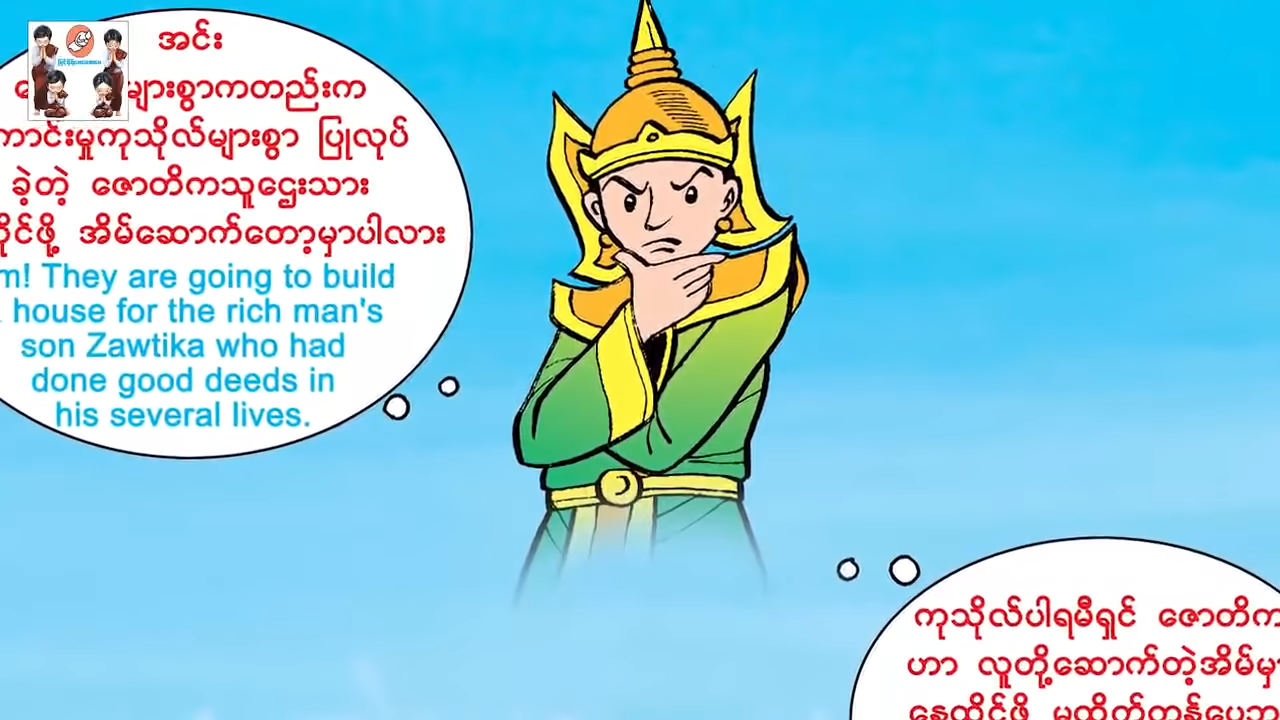 အင်း
များစွာကတည်းက
ကောင်းမှုကုသိုလ်များစွာ ပြုလုပ်
ခဲ့တဲ့ ဇောတိကသူဌေးသား
အိမ်ဆောက်တော့မှာပါလား
They are going to build
house for the rich man's
son Zawtika who had
done good deeds in
his several lives.
ကုသိုလ်ပါရမီရှင် ဇောတိက
ဟာ လူတို့ဆောက်တဲ့အိမ်မှာ